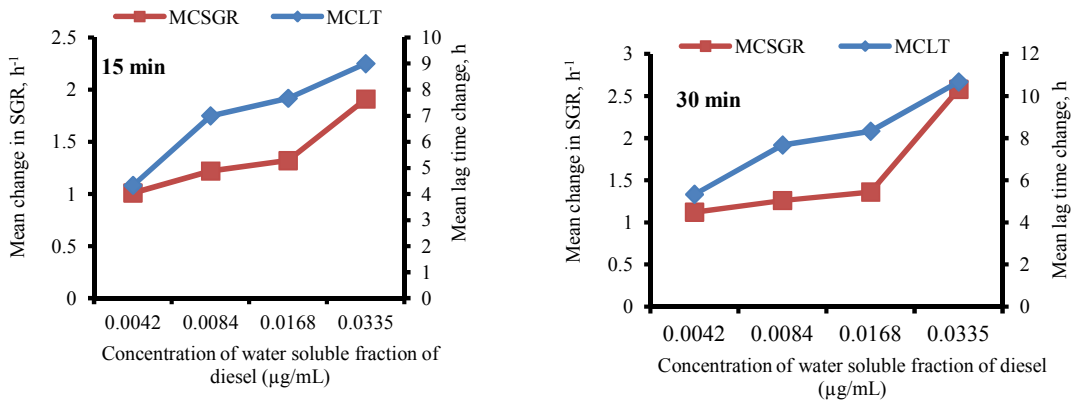 MCSGR MCLT
15 min
Mean change in SGR, h-1
2.5
2
1.5
1
0.5
0
10
9
8
7
6
5
4
3
2
1
0
Mean lag time change, h
0.0042 0.0084 0.0168 0.0335
Concentration of water soluble fraction of
diesel (µg/mL)
MCSGR MCLT
30 min
Mean change in SGR, h-1
3
2.5
2
1.5
1
0.5
0
12
10
8
6
4
2
0
Mean lag time change, h
0.0042 0.0084 0.0168 0.0335
Concentration of water soluble fraction of diesel
(µg/mL)